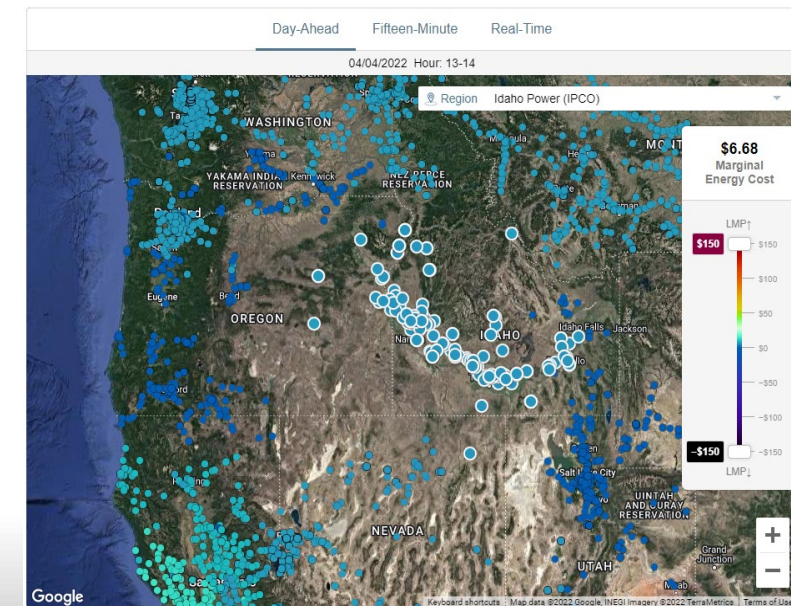 Day-Ahead Fifteen-Minute Real-Time
04/04/2022 Hour: 13-14
Region Idaho Power (IPCO)
WASHINGTON
MONT
$6.68
Marginal
Energy Cost
YAKAMA INDIAN
RESERVATION
Kennewick
NEZ PERCE
RESERVATION
LMP↑
$150
$150
$100
$50
$0
-$50
-$100
-$150
-$150
LMP↓
Eugene
Bend
OREGON
IDAHO
Idaho Falls
Jackson
Salt Lake City
UINTAH
AND OURAY
RESERVATION
NEVADA
UTAH
Grand
Junction
Moab
+
−
Google
Keyboard shortcuts Map data ©2022 Google, INEGI Imagery ©2022 TerraMetrics Terms of Use